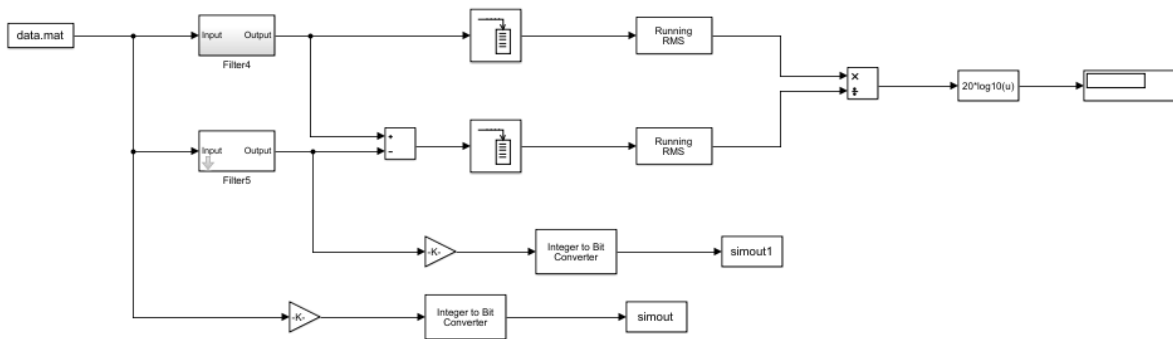 data.mat
Input Output
Filter4
Running
RMS
×
÷
20*log10(u)
Input Output
Filter5
+
−
Running
RMS
-K-
Integer to Bit
Converter
simout1
-K-
Integer to Bit
Converter
simout